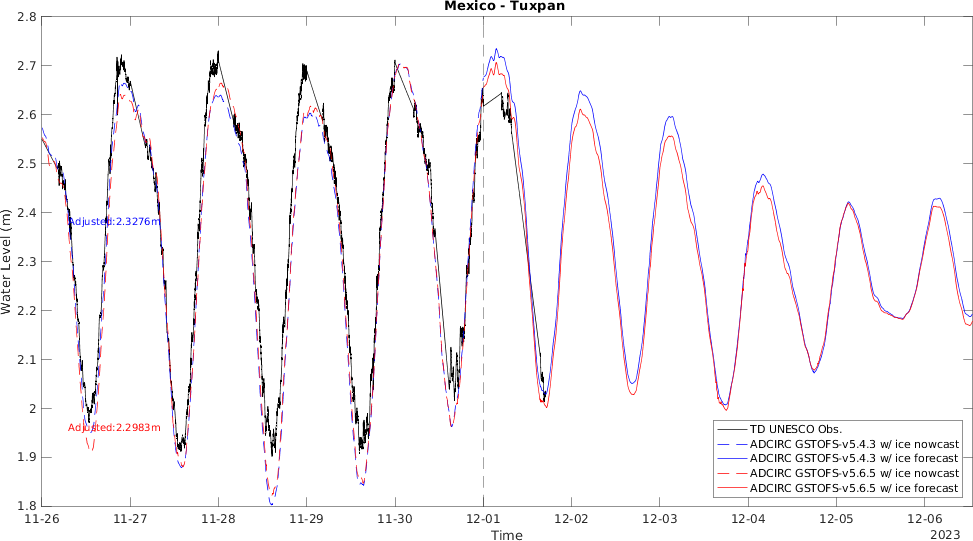 Mexico - Tuxpan
2.8
2.7
2.6
2.5
2.4
2.3
2.2
2.1
2
1.9
1.8
Water Level (m)
Adjusted:2.3276m
Adjusted:2.2983m
TD UNESCO Obs.
ADCIRC GSTOFS-v5.4.3 w/ ice nowcast
ADCIRC GSTOFS-v5.4.3 w/ ice forecast
ADCIRC GSTOFS-v5.6.5 w/ ice nowcast
ADCIRC GSTOFS-v5.6.5 w/ ice forecast
11-26 11-27 11-28 11-29 11-30 12-01 12-02 12-03 12-04 12-05 12-06
Time 2023